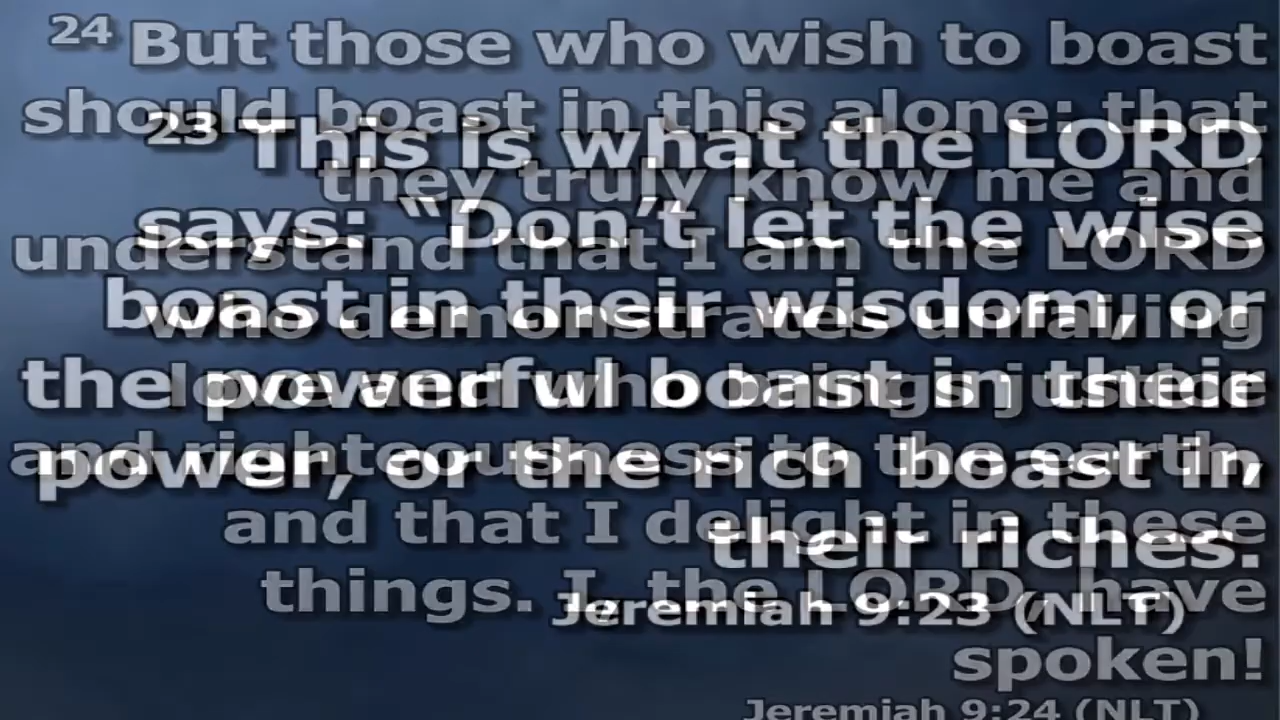 23 This is what the LORD
says: “Don’t let the wise
boast in their wisdom, or
the powerful boast in their
power, or the rich boast in
their riches.
Jeremiah 9:23 (NLT)
24 But those who wish to boast
should boast in this alone: that
they truly know me and
understand that I am the LORD
who demonstrates unfailing
love and who brings justice
and righteousness to the earth,
and that I delight in these
things. I, the LORD, have
spoken!
Jeremiah 9:24 (NLT)